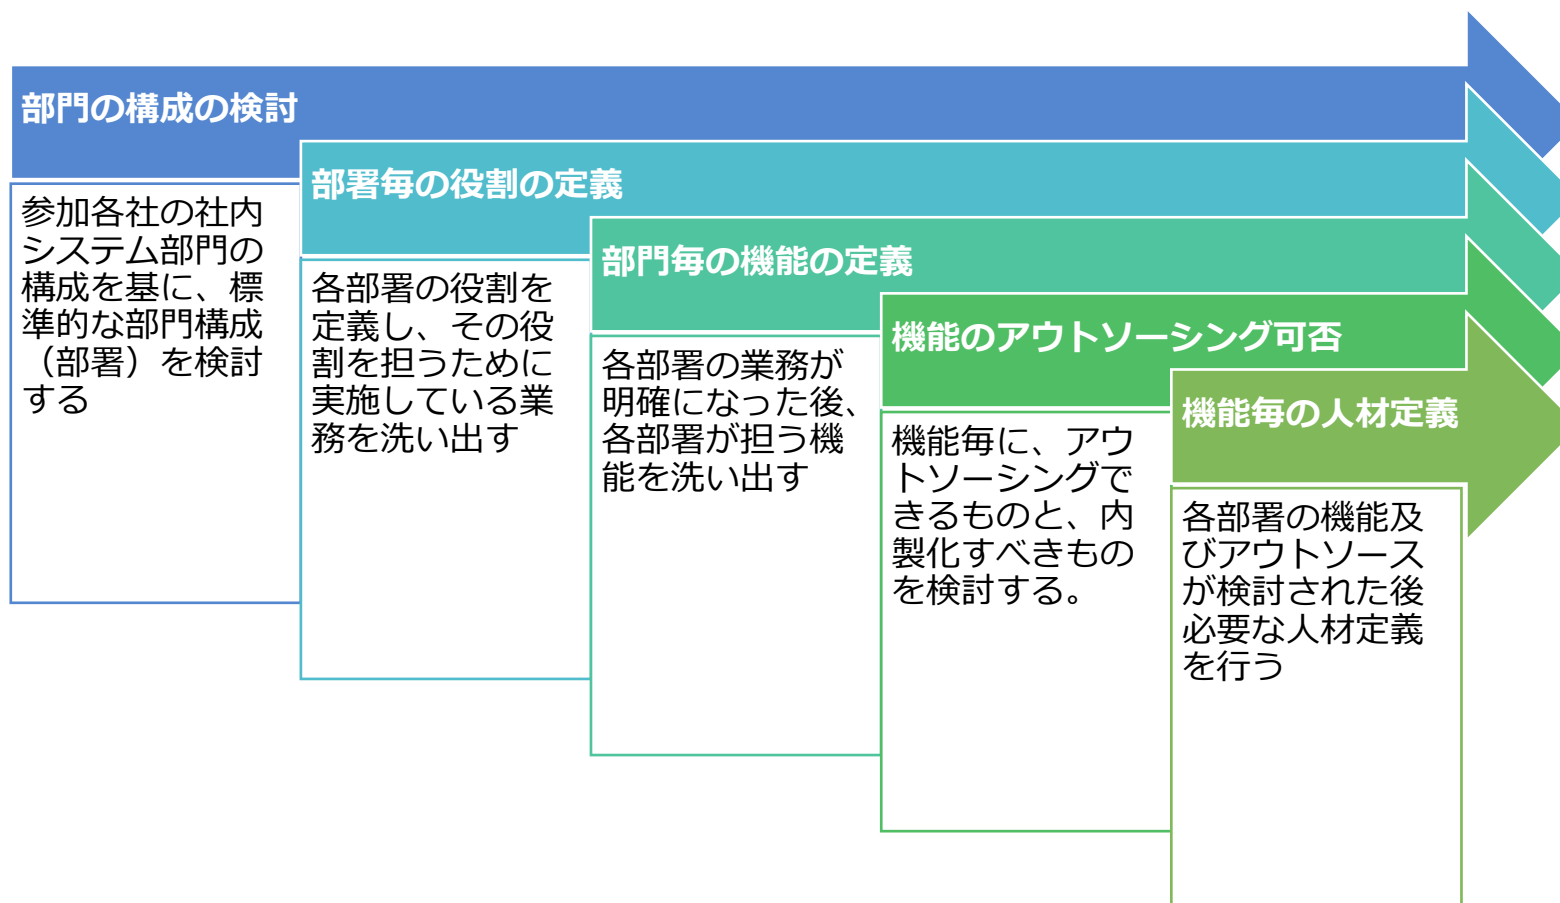 部門の構成の検討
参加各社の社内
システム部門の
構成を基に、標
準的な部門構成
（部署）を検討
する
部署毎の役割の定義
各部署の役割を
定義し、その役
割を担うために
実施している業
務を洗い出す
部門毎の機能の定義
各部署の業務が
明確になった後、
各部署が担う機
能を洗い出す
機能のアウトソーシング可否
機能毎に、アウ
トソーシングで
きるものと、内
製化すべきもの
を検討する。
機能毎の人材定義
各部署の機能及
びアウトソース
が検討された後
必要な人材定義
を行う